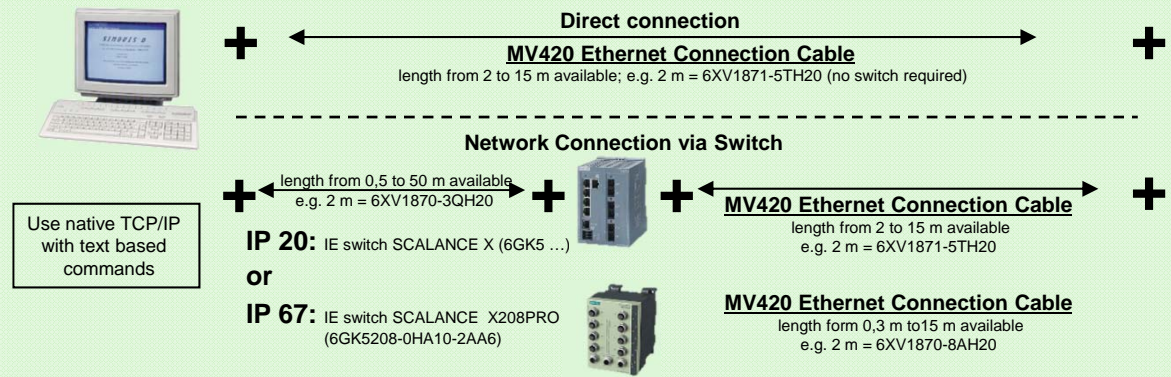 Direct connection
MV420 Ethernet Connection Cable
length from 2 to 15 m available; e.g. 2 m = 6XV1871-5TH20 (no switch required)
Network Connection via Switch
length from 0,5 to 50 m available
e.g. 2 m = 6XV1870-3QH20
Use native TCP/IP
with text based
commands
IP 20: IE switch SCALANCE X (6GK5 …)
or
IP 67: IE switch SCALANCE X208PRO
(6GK5208-0HA10-2AA6)
MV420 Ethernet Connection Cable
length from 2 to 15 m available
e.g. 2 m = 6XV1871-5TH20
MV420 Ethernet Connection Cable
length form 0,3 m to15 m available
e.g. 2 m = 6XV1870-8AH20